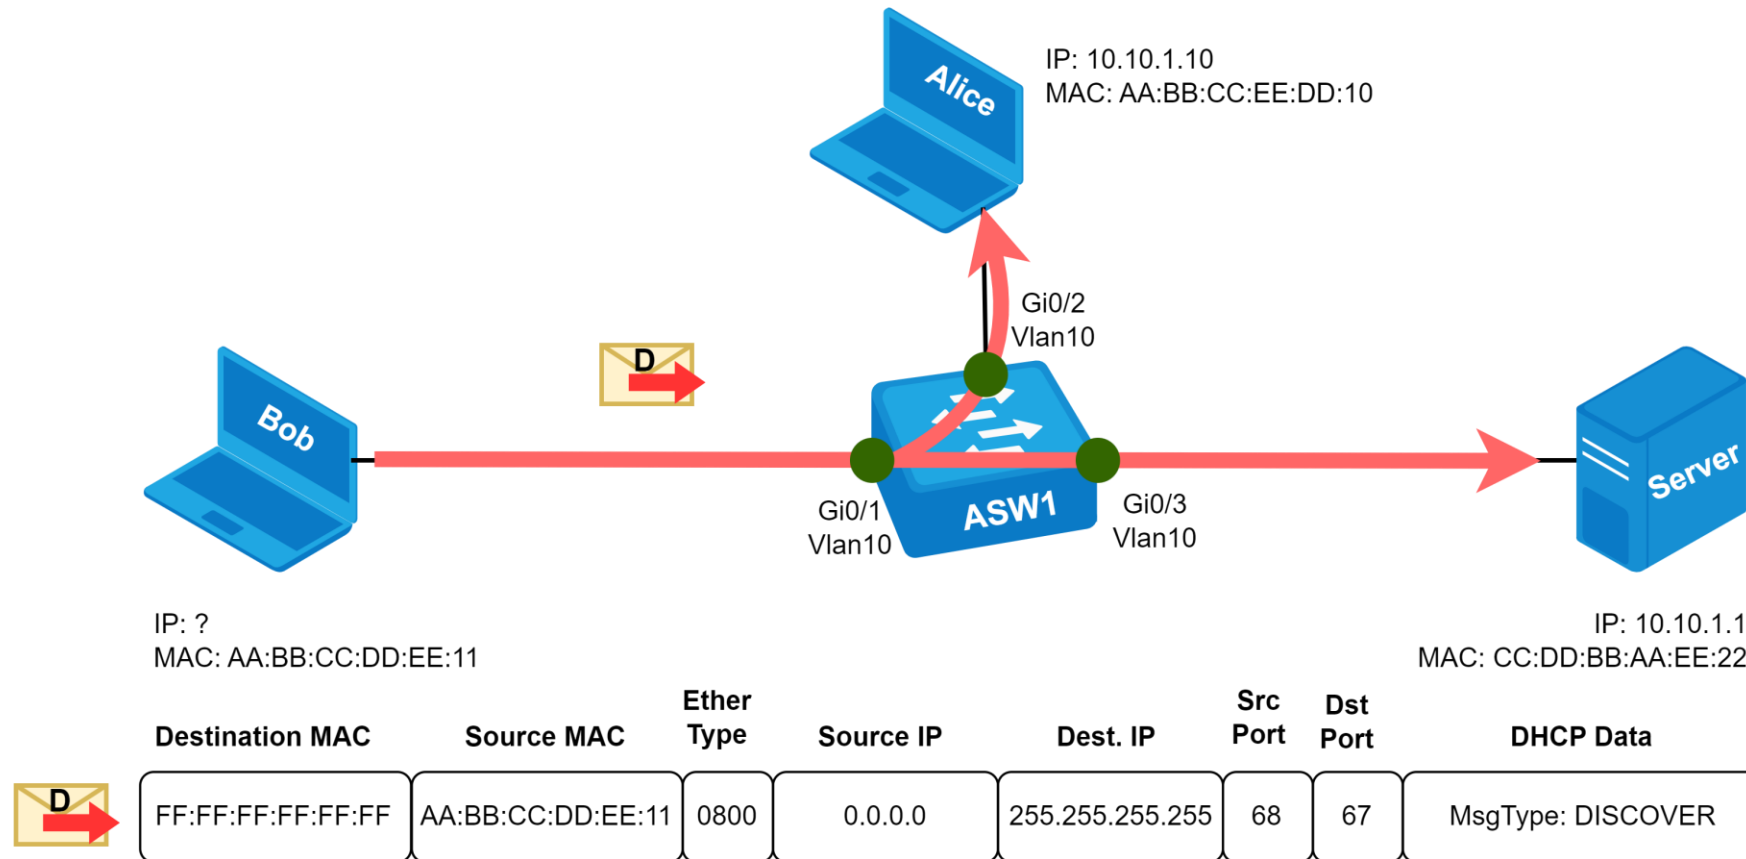 Alice
IP: 10.10.1.10
MAC: AA:BB:CC:EE:DD:10
Gi0/2
Vlan10
D
Bob
Server
ASW1
Gi0/1
Vlan10
Gi0/3
Vlan10
IP: ?
MAC: AA:BB:CC:DD:EE:11
IP: 10.10.1.1
MAC: CC:DD:BB:AA:EE:22
Destination MAC
Source MAC
Ether
Type
Source IP
Dest. IP
Src
Port
Dst
Port
DHCP Data
D
FF:FF:FF:FF:FF:FF
AA:BB:CC:DD:EE:11
0800
0.0.0.0
255.255.255.255
68
67
MsgType: DISCOVER